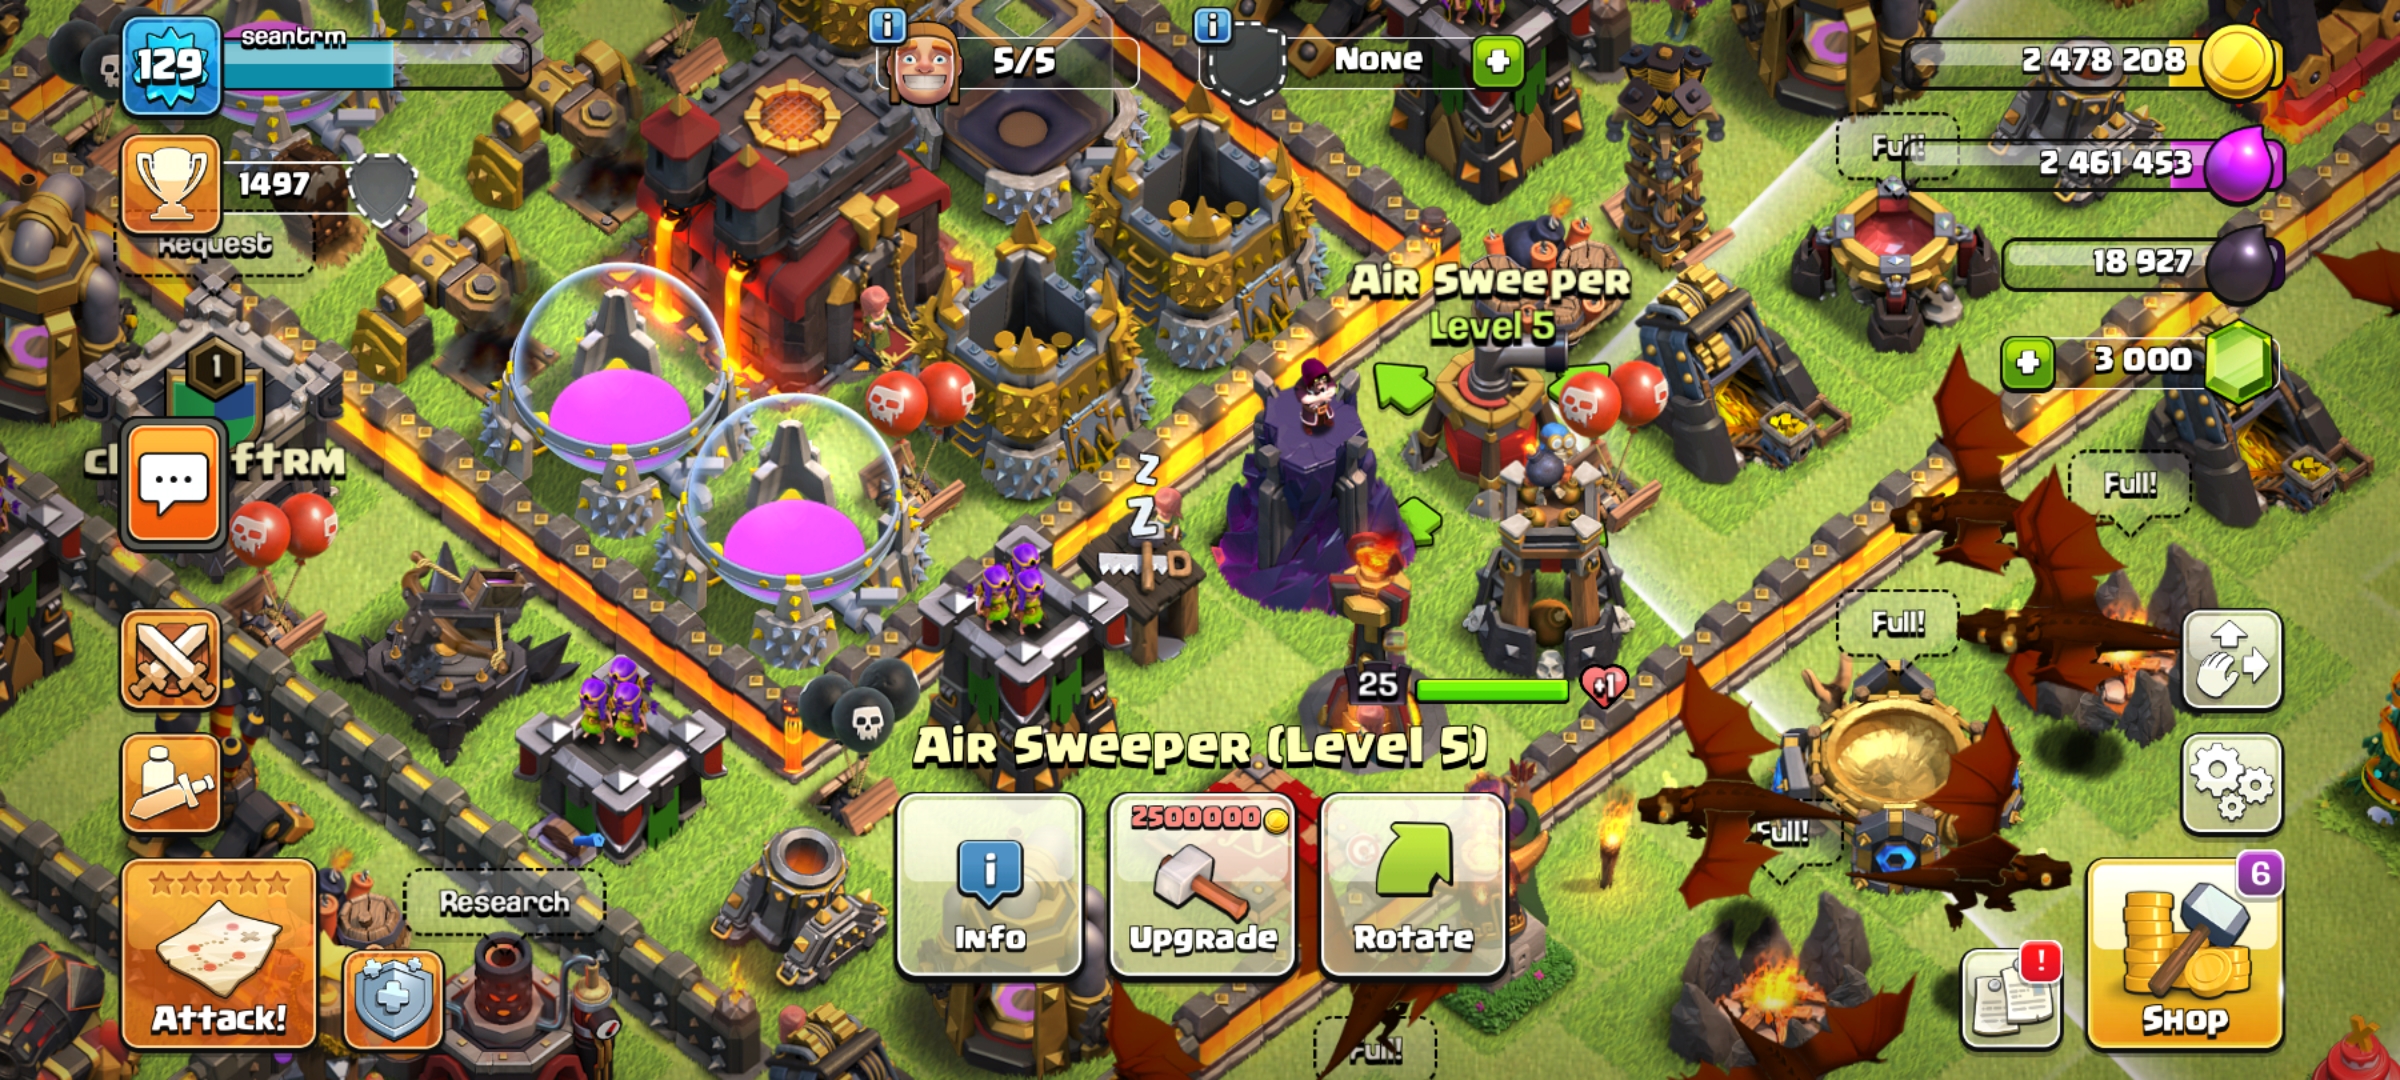 129
seantrm
5/5
None
2 478 208
1497
Full!
2 461 453
Request
18 927
Air Sweeper
Level 5
3 000
1
ftRM
Full!
Z
Z
Full!
25
+1
Air Sweeper (Level 5)
2500000
Full!
Info
Upgrade
Rotate
Research
6
Attack!
!
Shop
Full!